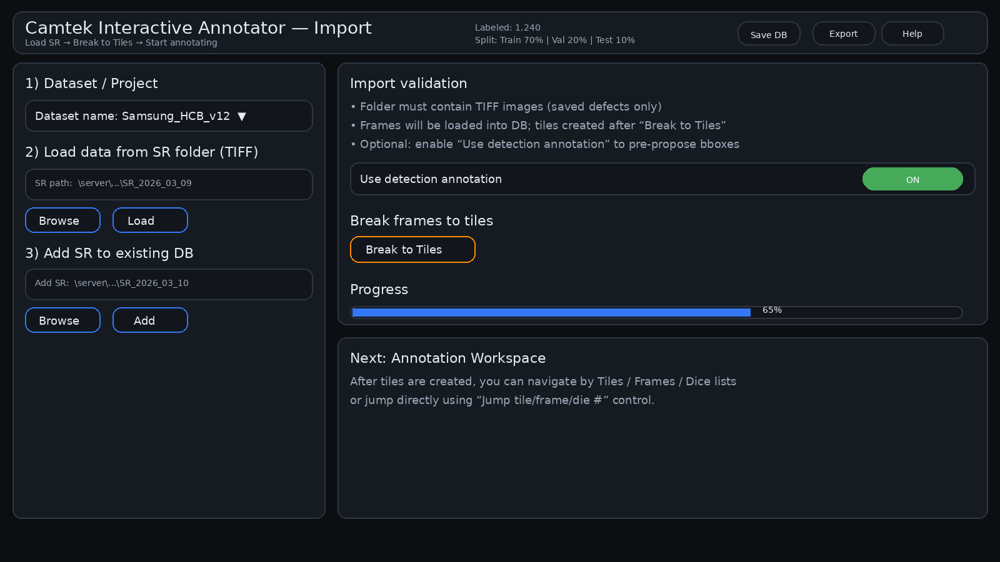 Camtek Interactive Annotator — Import
Load SR → Break to Tiles → Start annotating
Labeled: 1,240
Split: Train 70% | Val 20% | Test 10%
Save DB
Export
Help
1) Dataset / Project
Dataset name: Samsung_HCB_v12 ▼
2) Load data from SR folder (TIFF)
SR path: \server\...\SR_2026_03_09
Browse
Load
3) Add SR to existing DB
Add SR: \server\...\SR_2026_03_10
Browse
Add
Import validation
• Folder must contain TIFF images (saved defects only)
• Frames will be loaded into DB; tiles created after “Break to Tiles”
• Optional: enable “Use detection annotation” to pre-propose bboxes
Use detection annotation
ON
Break frames to tiles
Break to Tiles
Progress
65%
Next: Annotation Workspace
After tiles are created, you can navigate by Tiles / Frames / Dice lists
or jump directly using “Jump tile/frame/die #” control.